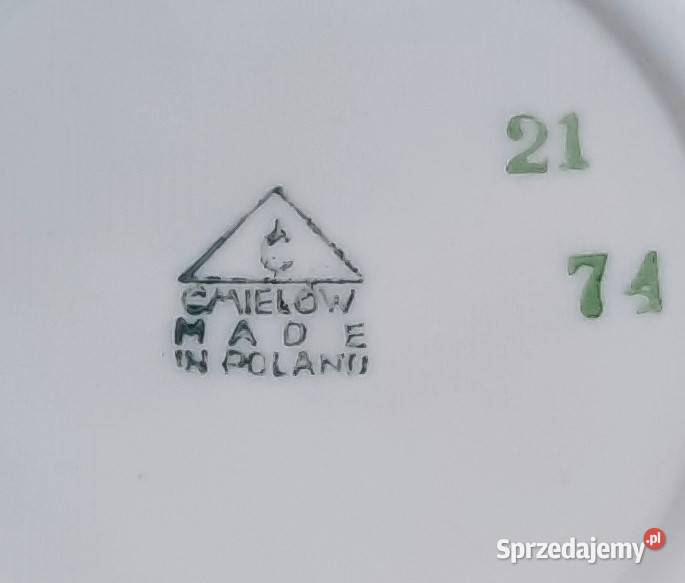 21
Ć
ĆMIELÓW
MADE
IN POLAND
74
Sprzedajemy.pl